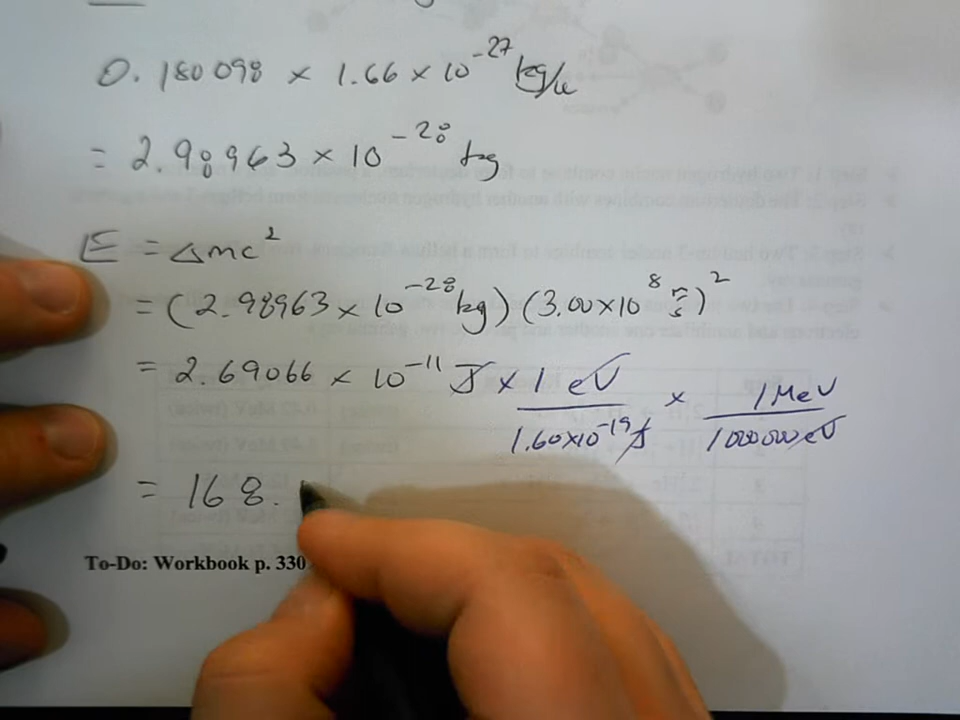 0.180098 × 1.66 × 10⁻²⁷ kg/u
= 2.98963 × 10⁻²⁸ kg
E = Δmc²
= (2.98963 × 10⁻²⁸ kg) (3.00×10⁸ m/s)²
= 2.69066 × 10⁻¹¹ J × 1 eV / 1.60×10⁻¹⁹ J × 1 MeV / 1000000 eV
= 168.
To-Do: Workbook p. 330